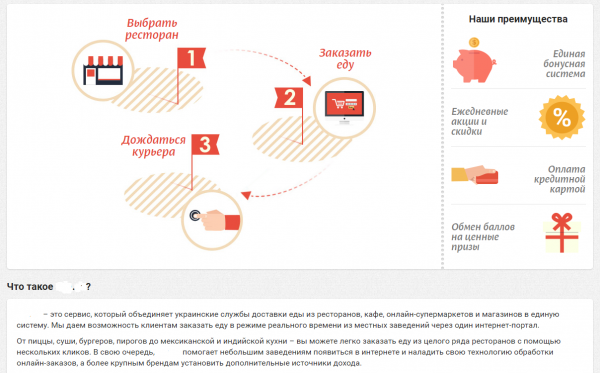 Выбрать
ресторан
1
Заказать
еду
2
Дождаться
курьера
3
Наши преимущества
Единая
бонусная
система
Ежедневные
акции и
скидки
%
Оплата
кредитной
картой
Обмен баллов
на ценные
призы
Что такое . ?
– это сервис, который объединяет украинские службы доставки еды из ресторанов, кафе, онлайн-супермаркетов и магазинов в единую
систему. Мы даем возможность клиентам заказать еду в режиме реального времени из местных заведений через один интернет-портал.
От пиццы, суши, бургеров, пирогов до мексиканской и индийской кухни – вы можете легко заказать еду из целого ряда ресторанов с помощью
нескольких кликов. В свою очередь, помогает небольшим заведениям появиться в интернете и наладить свою технологию обработки
онлайн-заказов, а более крупным брендам установить дополнительные источники дохода.